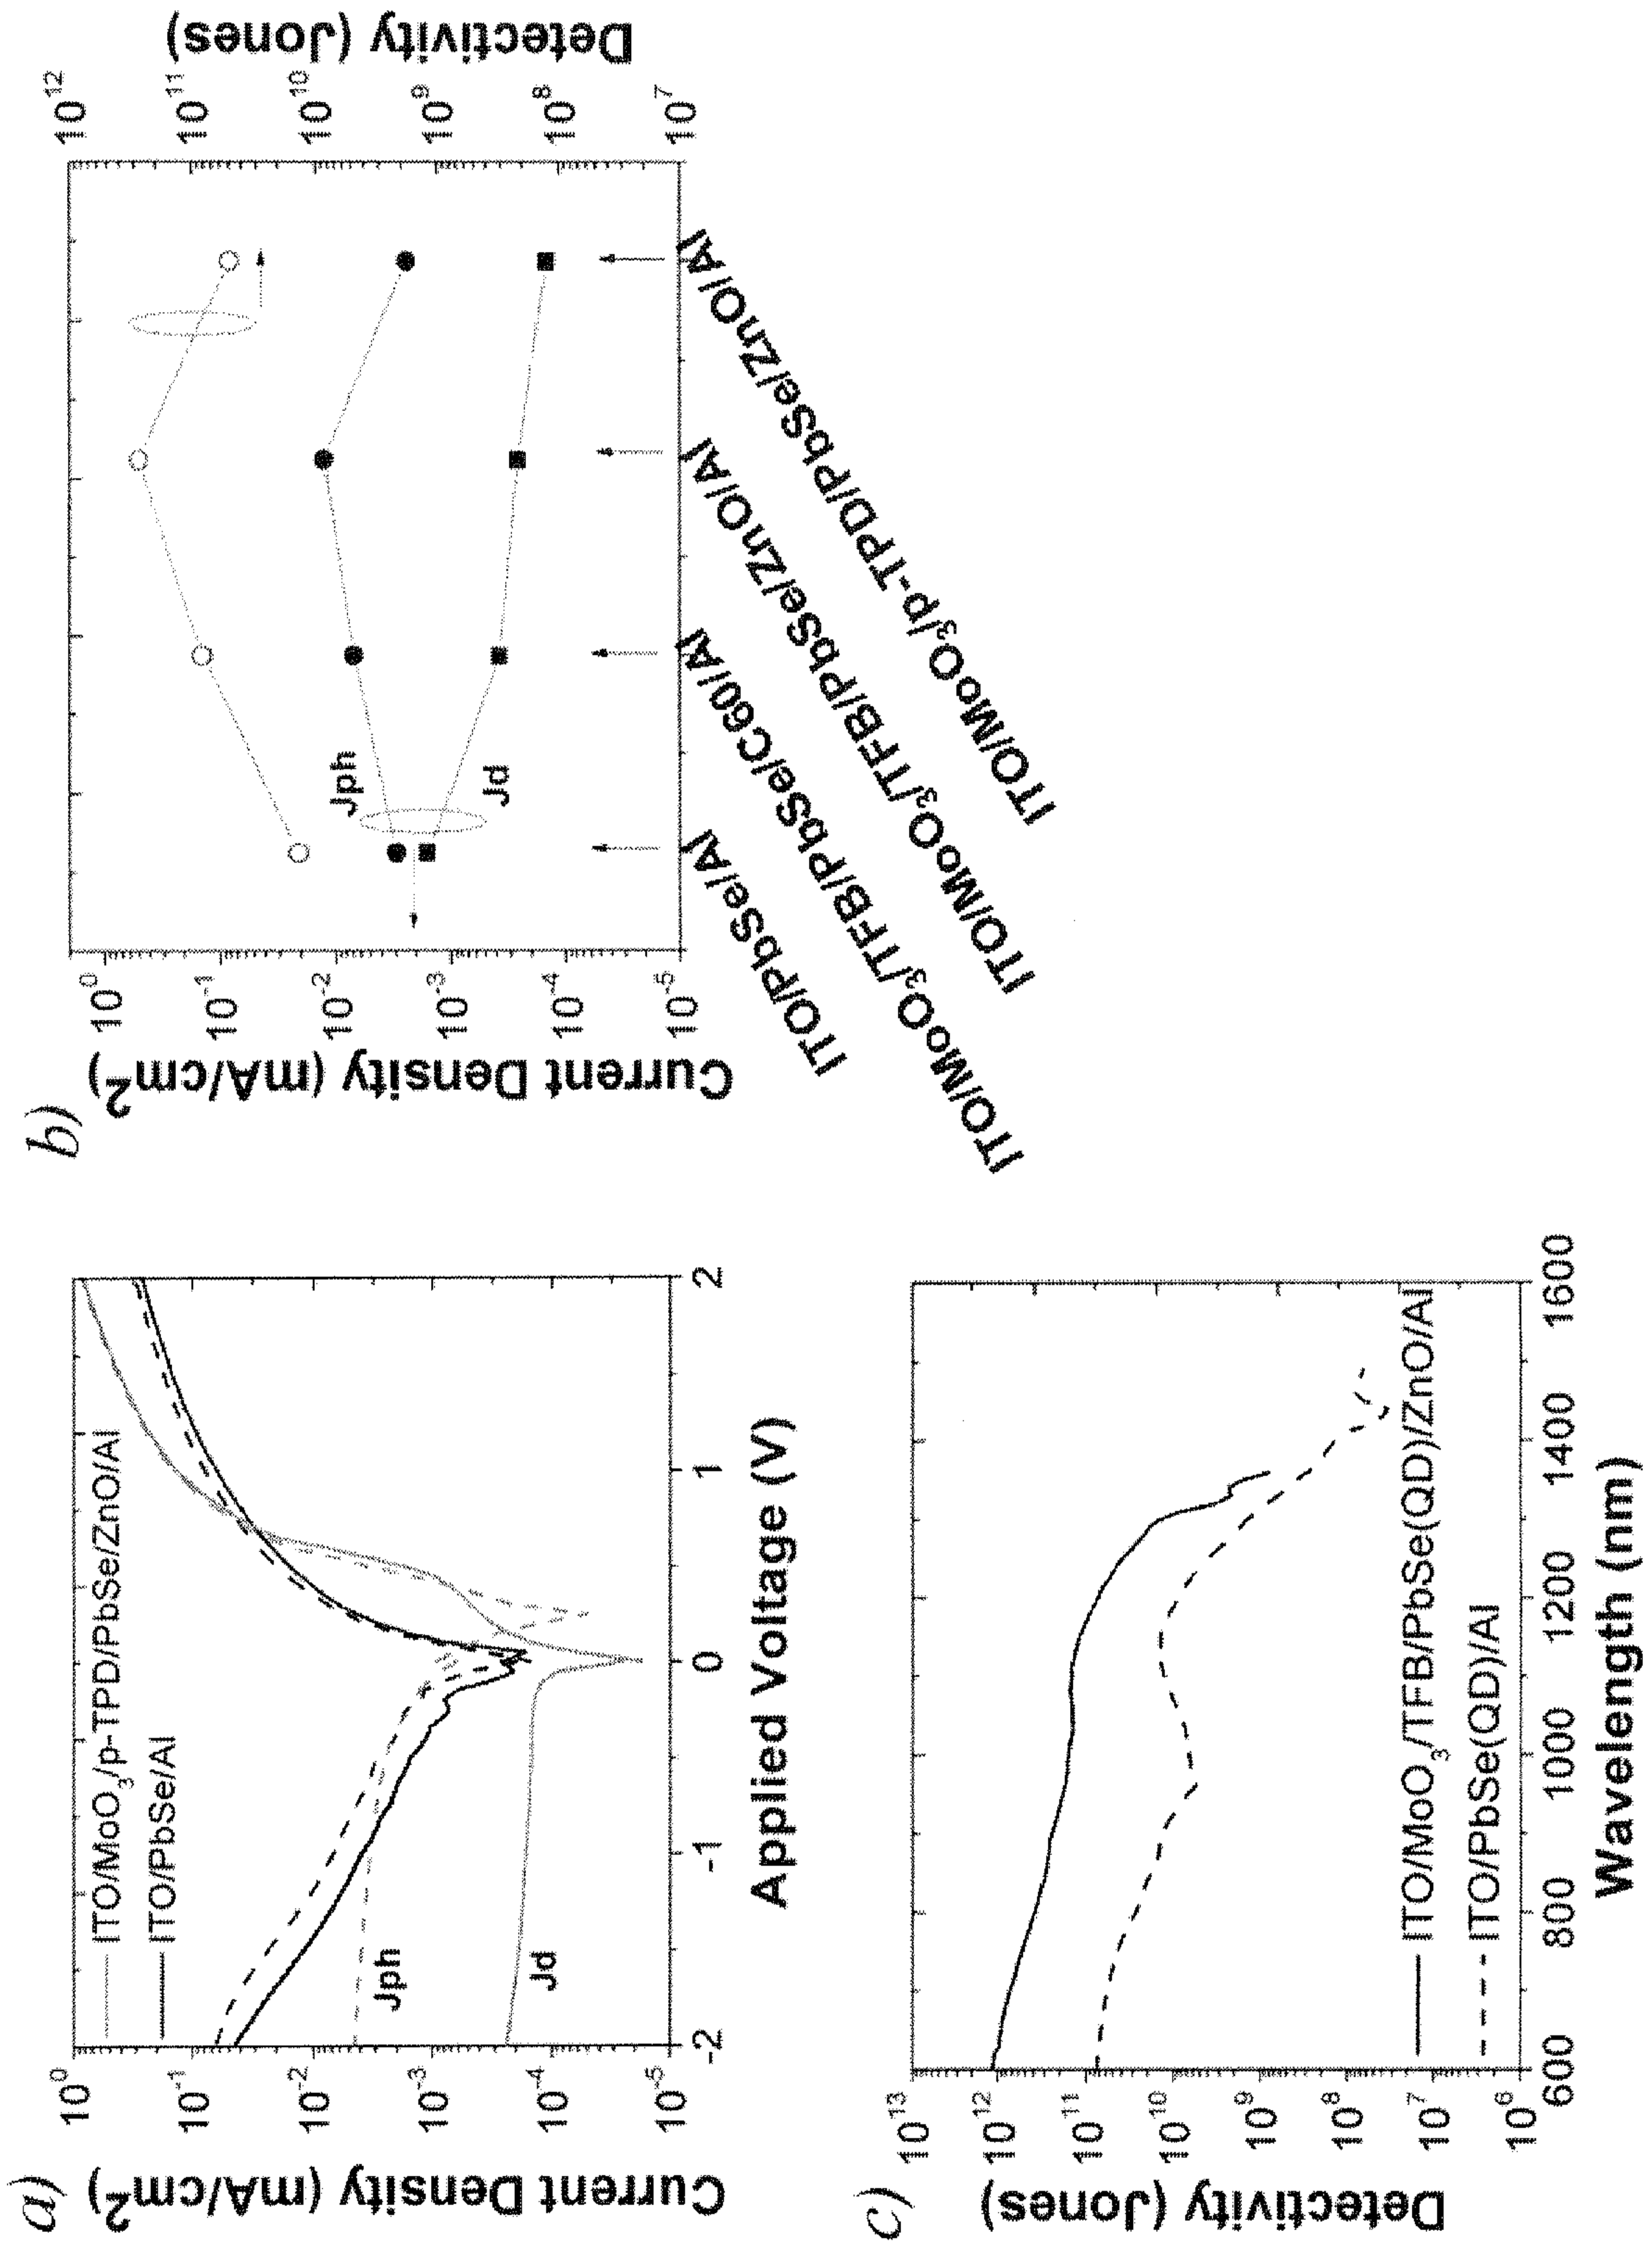 a)
Current Density (mA/cm²)
10⁰
10⁻¹
10⁻²
10⁻³
10⁻⁴
10⁻⁵
ITO/MoO₃/p-TPD/PbSe/ZnO/Al
ITO/PbSe/Al
Jph
Jd
-2 -1 0 1 2
Applied Voltage (V)
b)
Current Density (mA/cm²)
10⁰
10⁻¹
10⁻²
10⁻³
10⁻⁴
10⁻⁵
Jph
Jd
10¹²
10¹¹
10¹⁰
10⁹
10⁸
10⁷
Detectivity (Jones)
ITO/PbSe/Al
ITO/MoO₃/TFB/PbSe/C60/Al
ITO/MoO₃/TFB/PbSe/ZnO/Al
ITO/MoO₃/p-TPD/PbSe/ZnO/Al
c)
Detectivity (Jones)
10¹³
10¹²
10¹¹
10¹⁰
10⁹
10⁸
10⁷
10⁶
ITO/MoO₃/TFB/PbSe(QD)/ZnO/Al
ITO/PbSe(QD)/Al
600 800 1000 1200 1400 1600
Wavelength (nm)